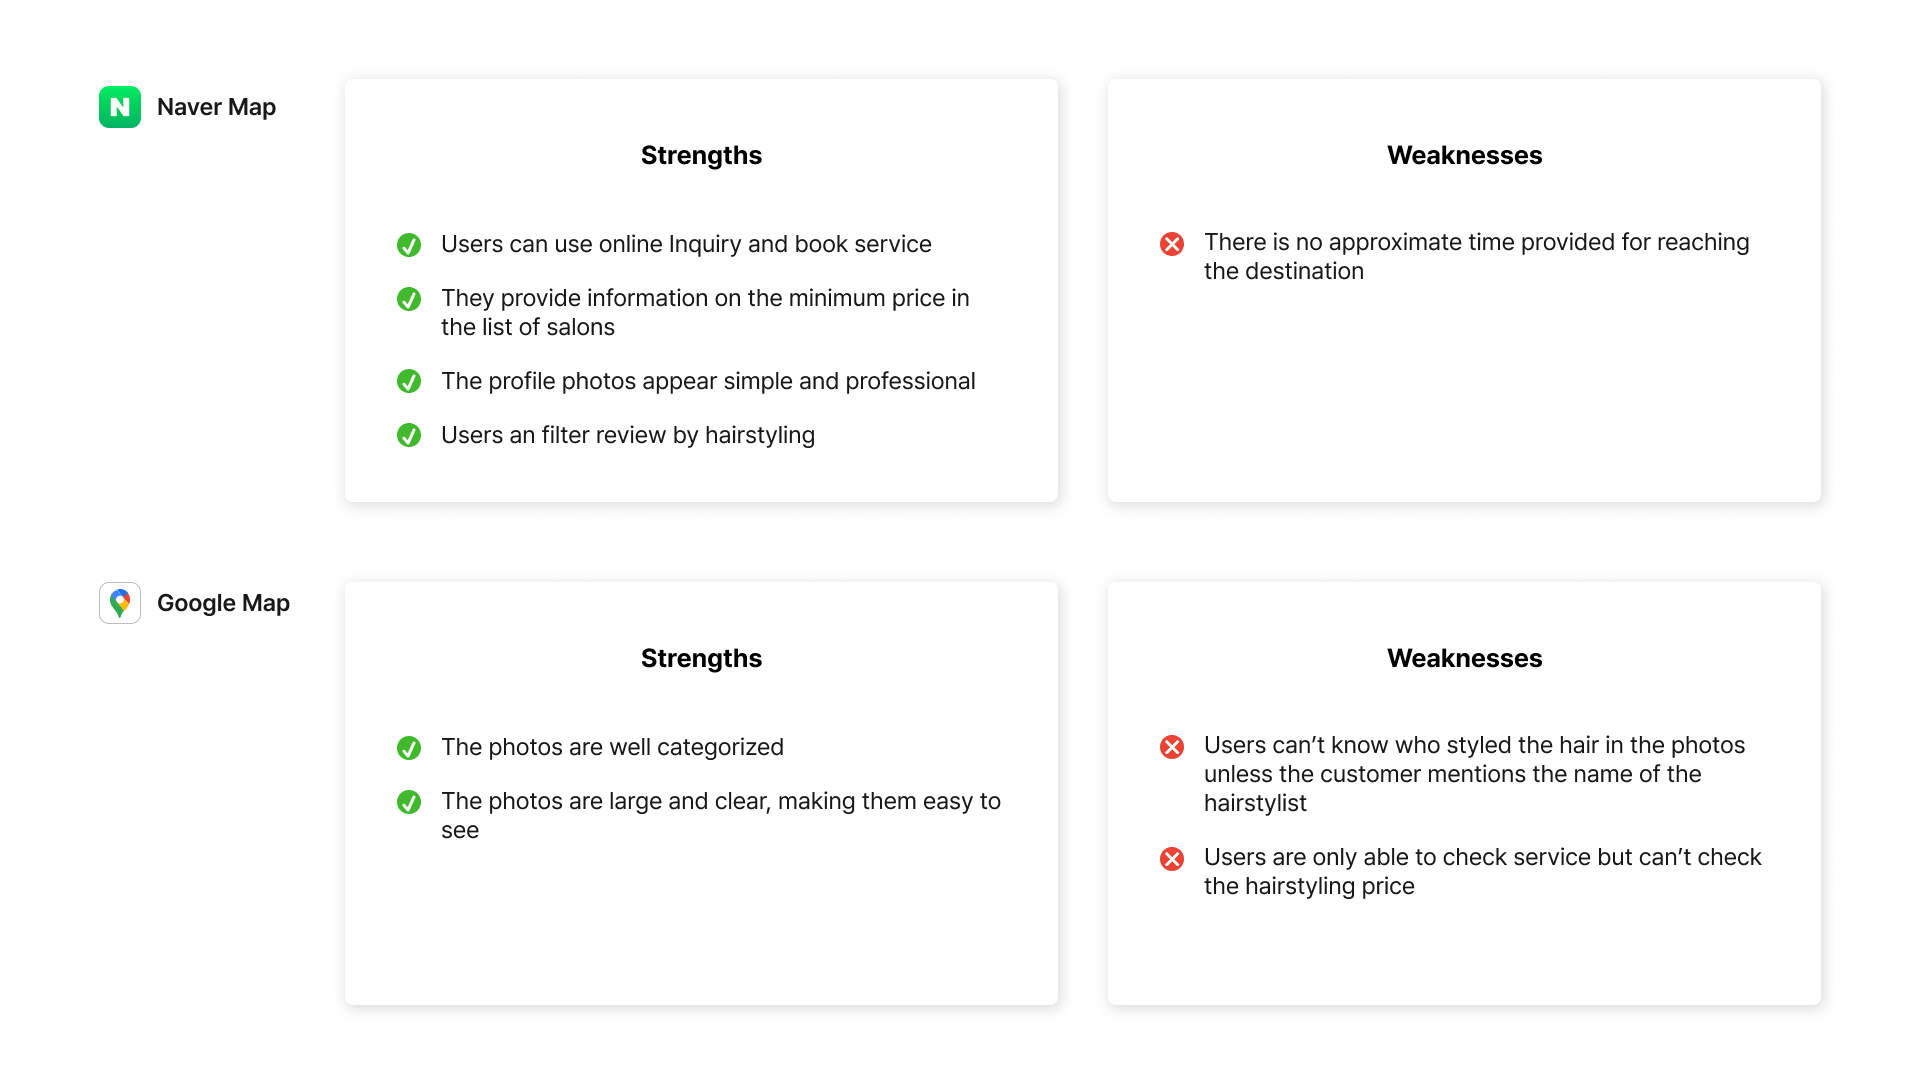 N
Naver Map
Strengths
Users can use online Inquiry and book service
They provide information on the minimum price in
the list of salons
The profile photos appear simple and professional
Users an filter review by hairstyling
Weaknesses
There is no approximate time provided for reaching
the destination
Google Map
Strengths
The photos are well categorized
The photos are large and clear, making them easy to
see
Weaknesses
Users can’t know who styled the hair in the photos
unless the customer mentions the name of the
hairstylist
Users are only able to check service but can’t check
the hairstyling price